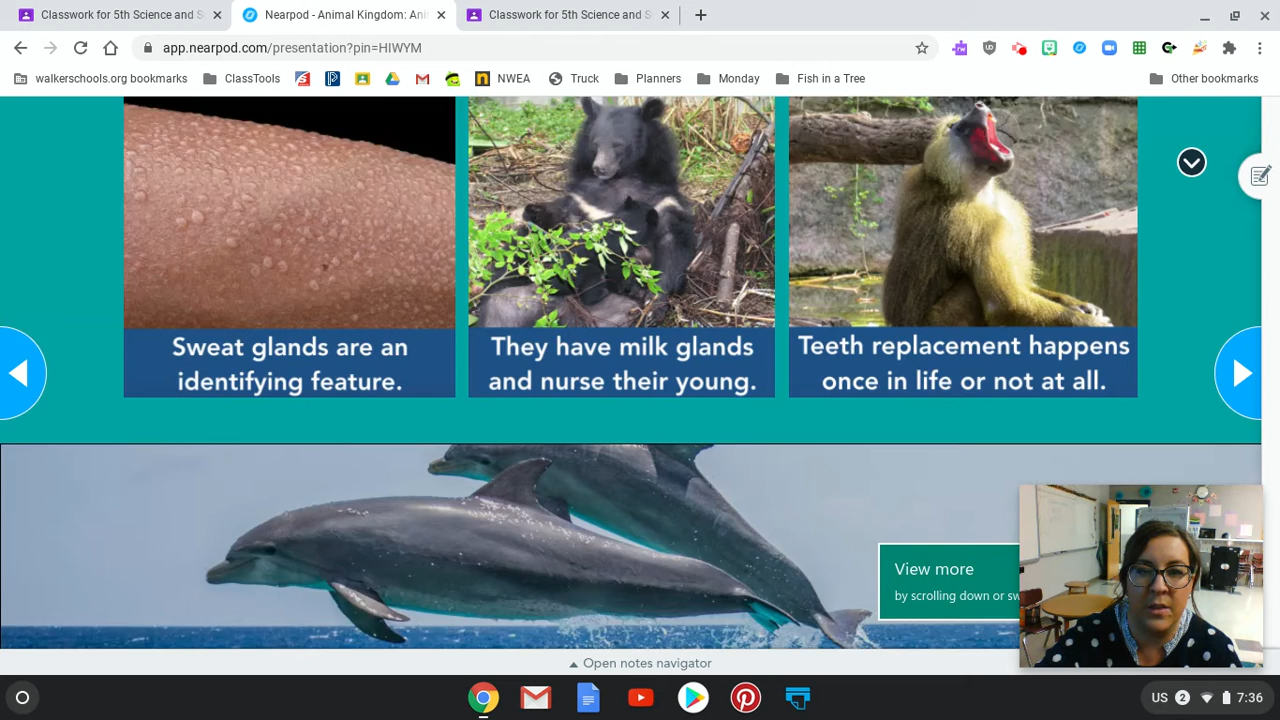 Classwork for 5th Science and S
Nearpod - Animal Kingdom: Ani
Classwork for 5th Science and S
app.nearpod.com/presentation?pin=HIWYM
walkerschools.org bookmarks
ClassTools
NWEA
Truck
Planners
Monday
Fish in a Tree
Other bookmarks
Sweat glands are an
identifying feature.
They have milk glands
and nurse their young.
Teeth replacement happens
once in life or not at all.
View more
by scrolling down or sw
Open notes navigator
US 2 7:36